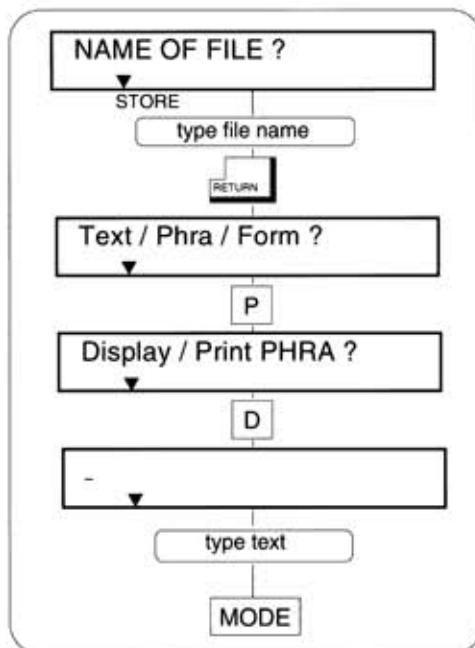 NAME OF FILE ?
STORE
type file name
RETURN
Text / Phra / Form ?
P
Display / Print PHRA ?
D
-
type text
MODE